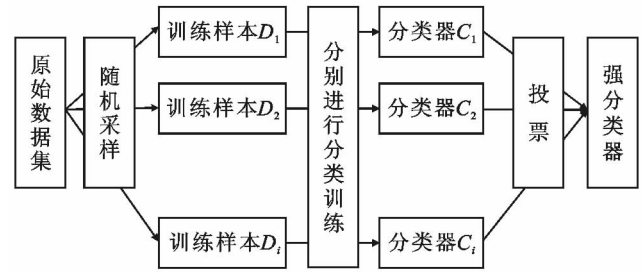 原始数据集
随机采样
训练样本D₁
训练样本D₂
训练样本Dᵢ
分别进行分类训练
分类器C₁
分类器C₂
分类器Cᵢ
投票
强分类器